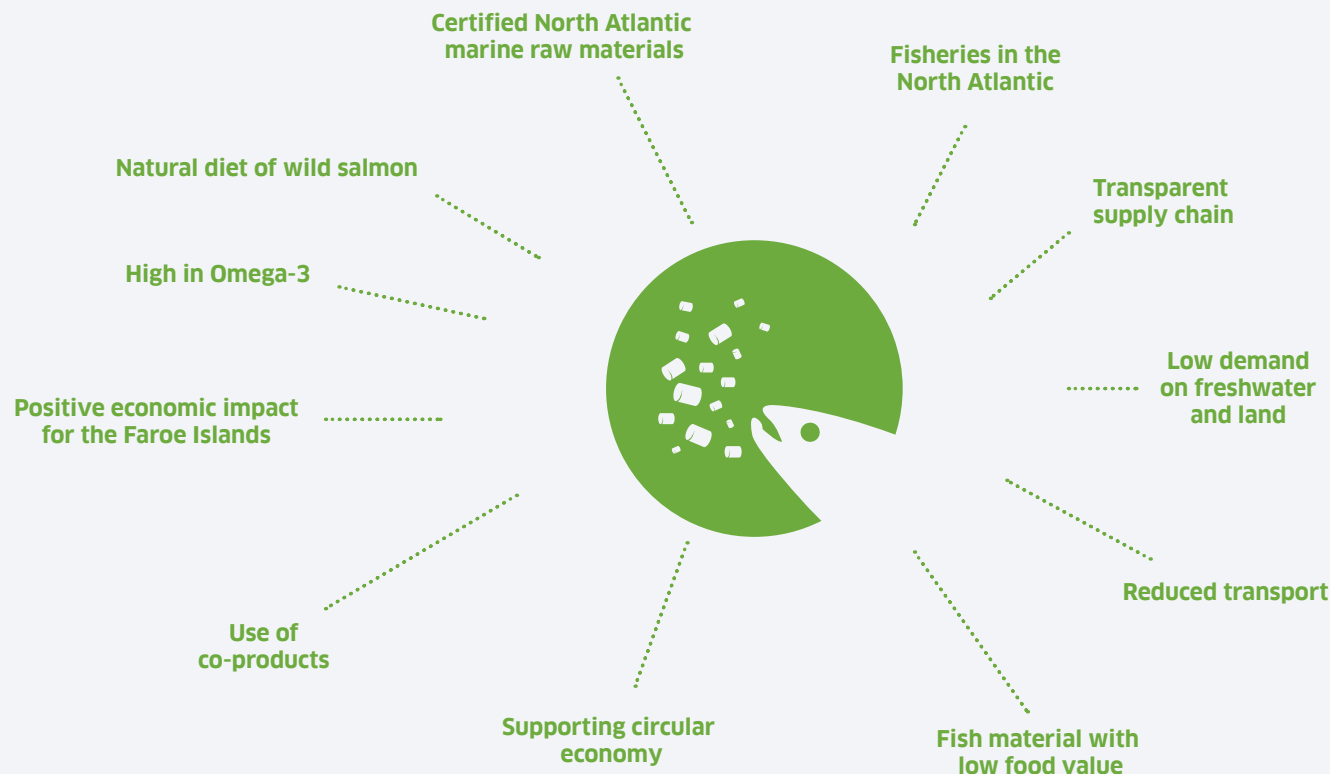 Certified North Atlantic
marine raw materials
Fisheries in the
North Atlantic
Natural diet of wild salmon
Transparent
supply chain
High in Omega-3
Low demand
on freshwater
and land
Positive economic impact
for the Faroe Islands
Reduced transport
Use of
co-products
Supporting circular
economy
Fish material with
low food value